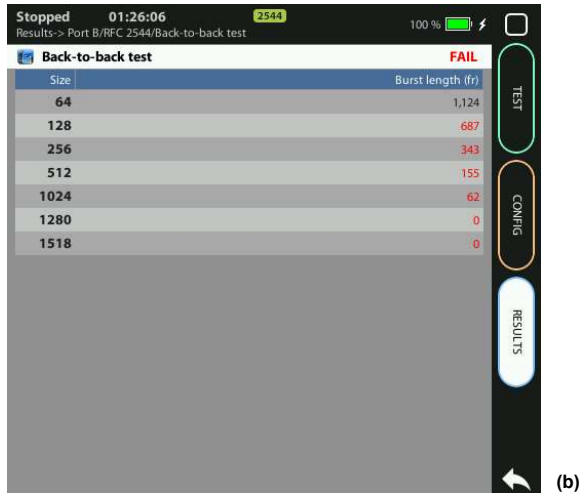 Stopped 01:26:06 2544 100 %
Results-> Port B/RFC 2544/Back-to-back test
Back-to-back test FAIL
Size Burst length (fr)
64 1,124
128 687
256 343
512 155
1024 62
1280 0
1518 0
TEST
CONFIG
RESULTS
(b)